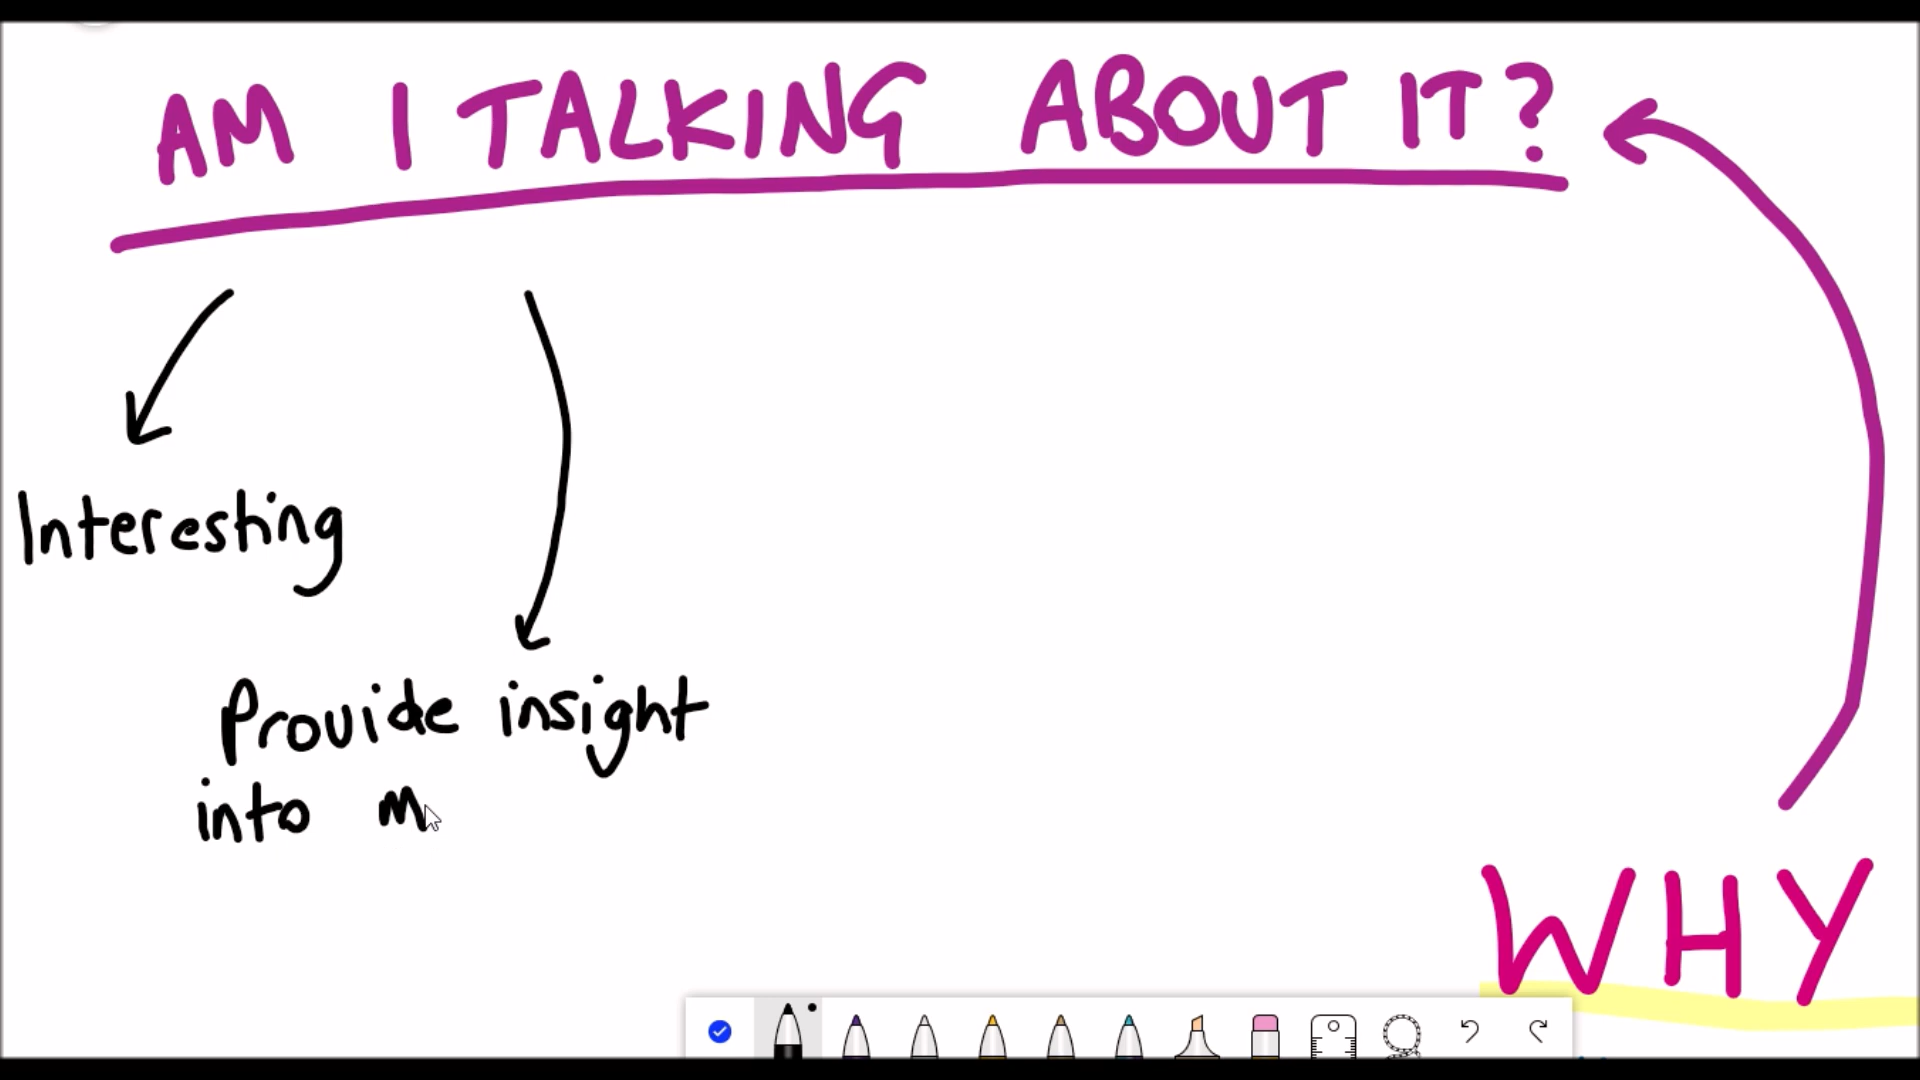 AM I TALKING ABOUT IT?
Interesting
Provide insight
into m
WHY